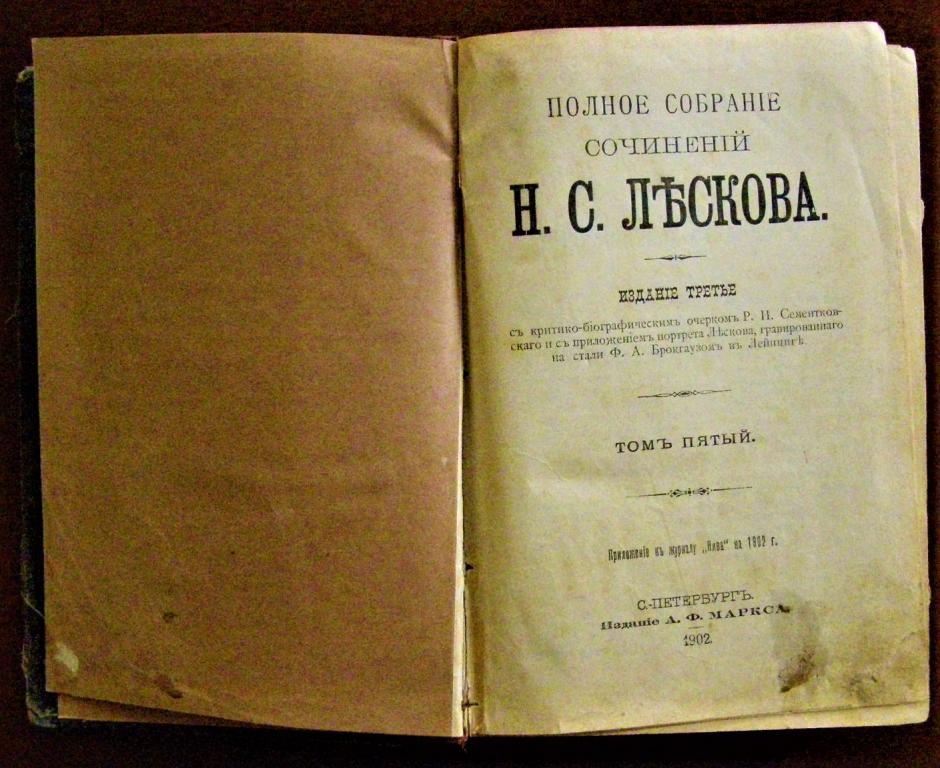 ПОЛНОЕ СОБРАНІЕ
СОЧИНЕНІЙ
Н. С. ЛѢСКОВА.
ИЗДАНІЕ ТРЕТЬЕ
съ критико-біографическимъ очеркомъ Р. И. Сементков-
скаго и съ приложеніемъ портрета Лѣскова, гравированнаго
на стали Ф. А. Брокгаузомъ въ Лейпцигѣ.
ТОМЪ ПЯТЫЙ.
Приложеніе къ журналу „Нива“ на 1902 г.
С.-ПЕТЕРБУРГЪ.
Изданіе А. Ф. МАРКСА.
1902.